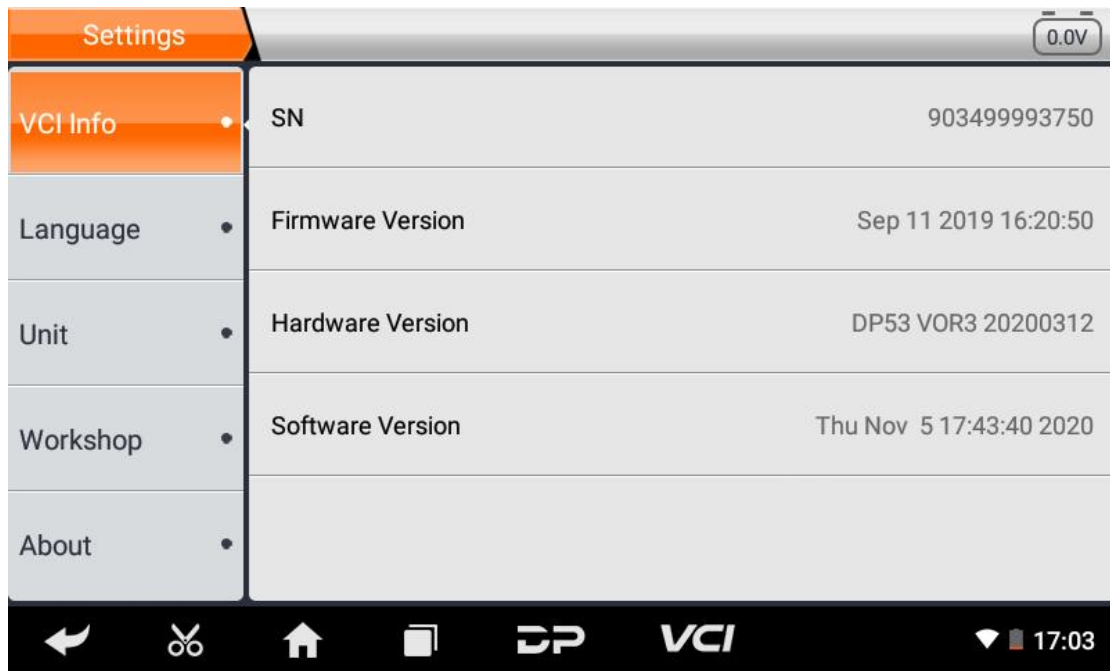 Settings
0.0V
VCI Info
SN
903499993750
Language
Firmware Version
Sep 11 2019 16:20:50
Unit
Hardware Version
DP53 VOR3 20200312
Workshop
Software Version
Thu Nov  5 17:43:40 2020
About
DP
VCI
17:03